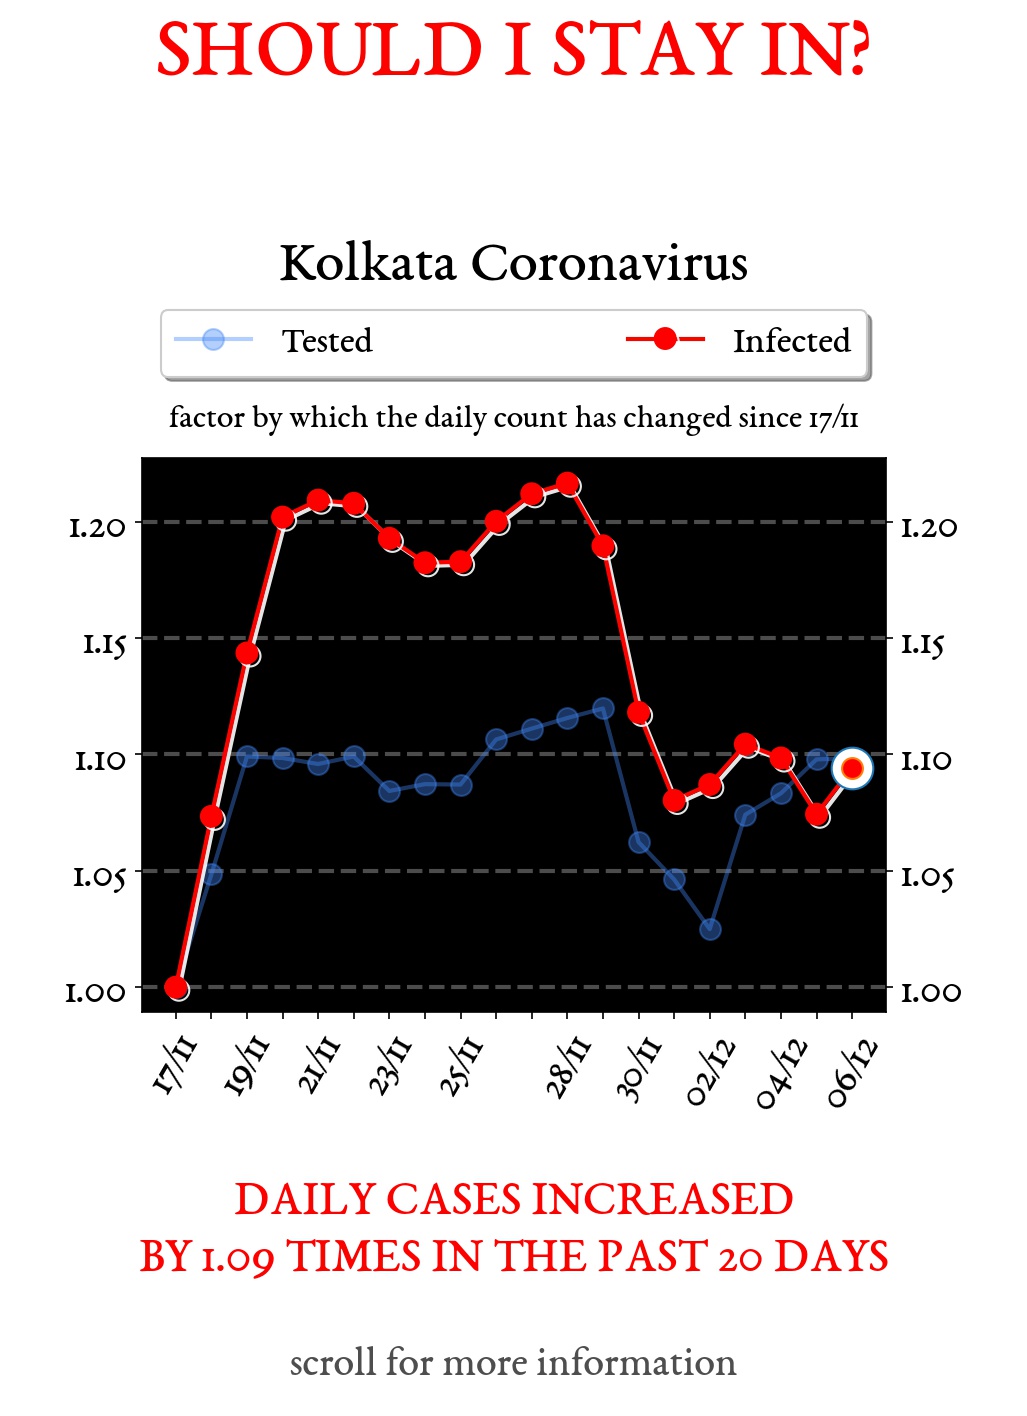 SHOULD I STAY IN?
Kolkata Coronavirus
Tested Infected
factor by which the daily count has changed since 17/11
1.20 1.20
1.15 1.15
1.10 1.10
1.05 1.05
1.00 1.00
17/11 19/11 21/11 23/11 25/11 28/11 30/11 02/12 04/12 06/12
DAILY CASES INCREASED
BY 1.09 TIMES IN THE PAST 20 DAYS
scroll for more information